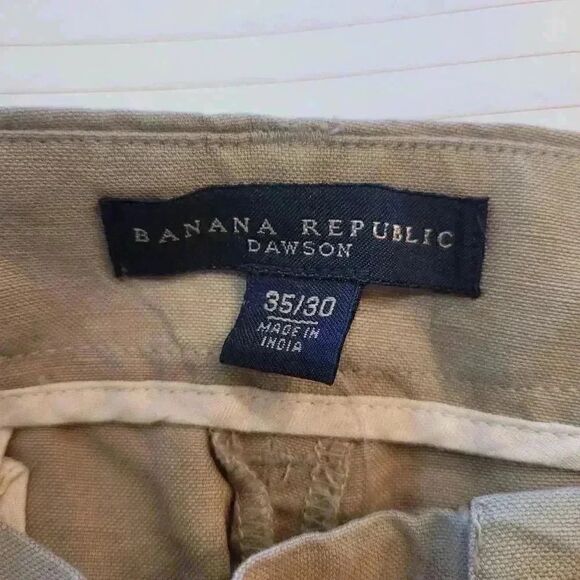 BANANA REPUBLIC
DAWSON
35/30
MADE IN
INDIA